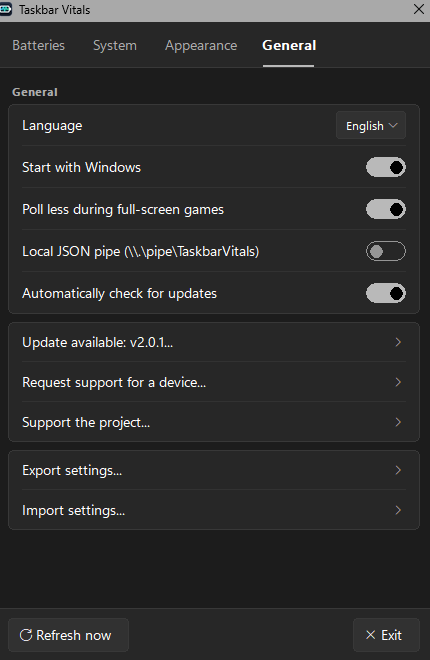 Taskbar Vitals
Batteries System Appearance General
General
Language English
Start with Windows
Poll less during full-screen games
Local JSON pipe (\\.\pipe\TaskbarVitals)
Automatically check for updates
Update available: v2.0.1...
Request support for a device...
Support the project...
Export settings...
Import settings...
Refresh now Exit